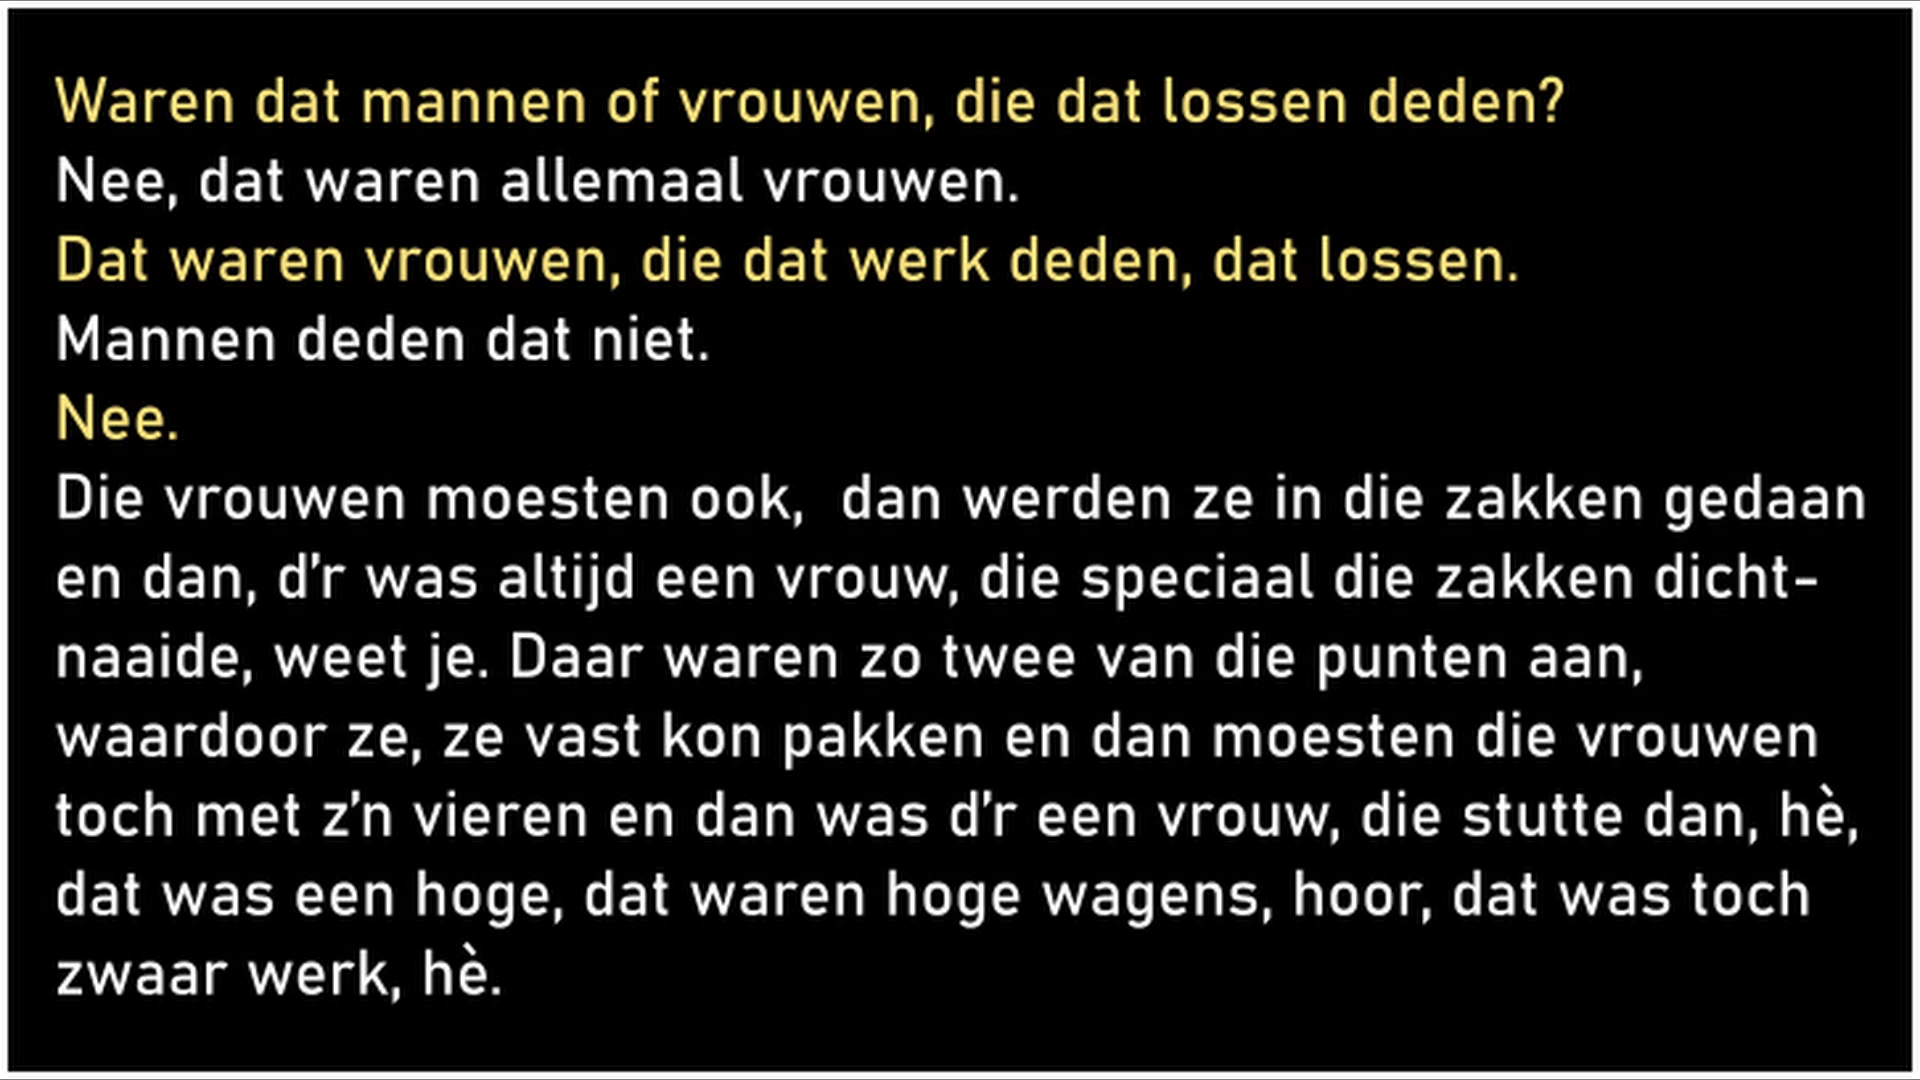 Waren dat mannen of vrouwen, die dat lossen deden?
Nee, dat waren allemaal vrouwen.
Dat waren vrouwen, die dat werk deden, dat lossen.
Mannen deden dat niet.
Nee.
Die vrouwen moesten ook,  dan werden ze in die zakken gedaan
en dan, d’r was altijd een vrouw, die speciaal die zakken dicht-
naaide, weet je. Daar waren zo twee van die punten aan,
waardoor ze, ze vast kon pakken en dan moesten die vrouwen
toch met z’n vieren en dan was d’r een vrouw, die stutte dan, hè,
dat was een hoge, dat waren hoge wagens, hoor, dat was toch
zwaar werk, hè.